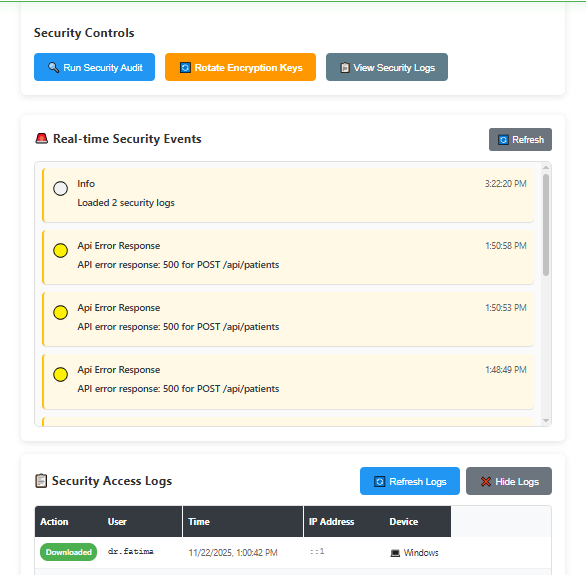 Security Controls
Run Security Audit
Rotate Encryption Keys
View Security Logs
Real-time Security Events
Refresh
Info
3:22:20 PM
Loaded 2 security logs
Api Error Response
1:50:58 PM
API error response: 500 for POST /api/patients
Api Error Response
1:50:53 PM
API error response: 500 for POST /api/patients
Api Error Response
1:48:49 PM
API error response: 500 for POST /api/patients
Security Access Logs
Refresh Logs
Hide Logs
Action User Time IP Address Device
Downloaded dr.fatima 11/22/2025, 1:00:42 PM ::1 Windows